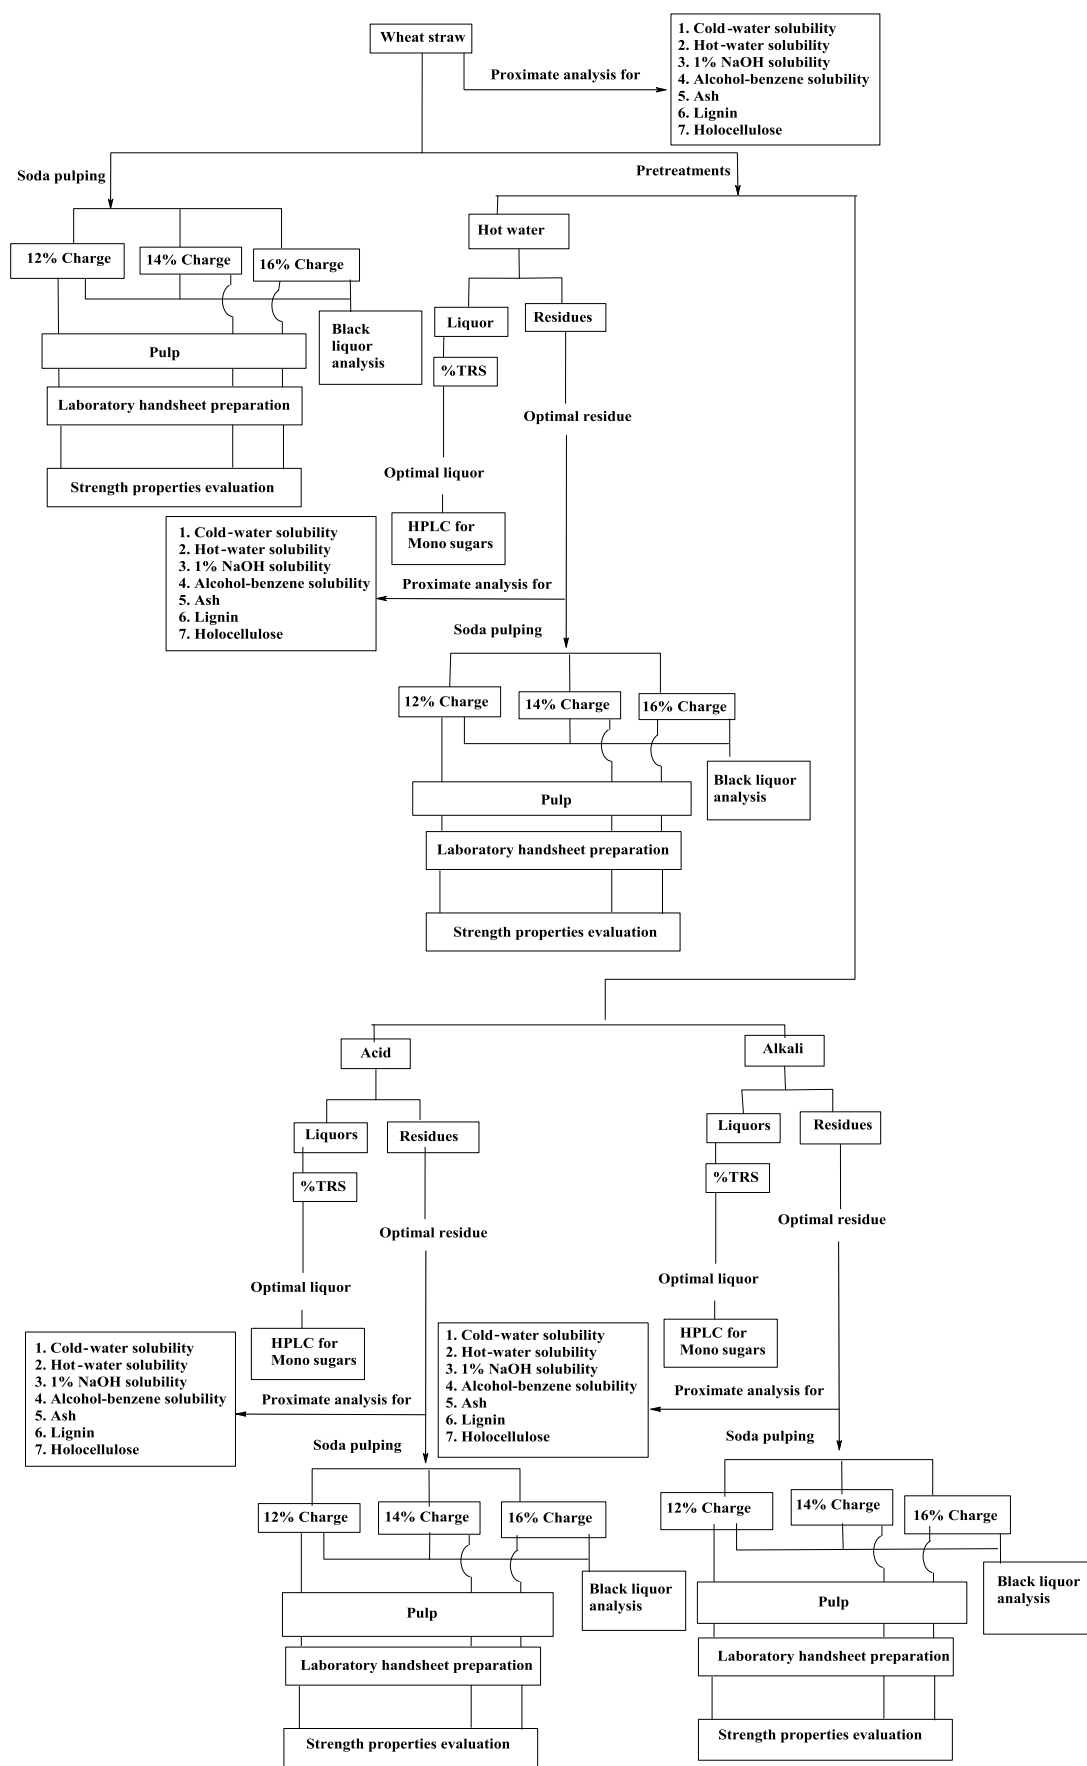 Wheat straw
Proximate analysis for
1. Cold-water solubility
2. Hot-water solubility
3. 1% NaOH solubility
4. Alcohol-benzene solubility
5. Ash
6. Lignin
7. Holocellulose
Soda pulping
Pretreatments
12% Charge
14% Charge
16% Charge
Black
liquor
analysis
Pulp
Laboratory handsheet preparation
Strength properties evaluation
Hot water
Liquor
Residues
%TRS
Optimal residue
Optimal liquor
HPLC for
Mono sugars
1. Cold-water solubility
2. Hot-water solubility
3. 1% NaOH solubility
4. Alcohol-benzene solubility
5. Ash
6. Lignin
7. Holocellulose
Proximate analysis for
Soda pulping
12% Charge
14% Charge
16% Charge
Black liquor
analysis
Pulp
Laboratory handsheet preparation
Strength properties evaluation
Acid
Liquors
Residues
%TRS
Optimal residue
Optimal liquor
HPLC for
Mono sugars
1. Cold-water solubility
2. Hot-water solubility
3. 1% NaOH solubility
4. Alcohol-benzene solubility
5. Ash
6. Lignin
7. Holocellulose
Proximate analysis for
Soda pulping
12% Charge
14% Charge
16% Charge
Black liquor
analysis
Pulp
Laboratory handsheet preparation
Strength properties evaluation
Alkali
Liquors
Residues
%TRS
Optimal residue
Optimal liquor
HPLC for
Mono sugars
1. Cold-water solubility
2. Hot-water solubility
3. 1% NaOH solubility
4. Alcohol-benzene solubility
5. Ash
6. Lignin
7. Holocellulose
Proximate analysis for
Soda pulping
12% Charge
14% Charge
16% Charge
Black liquor
analysis
Pulp
Laboratory handsheet preparation
Strength properties evaluation